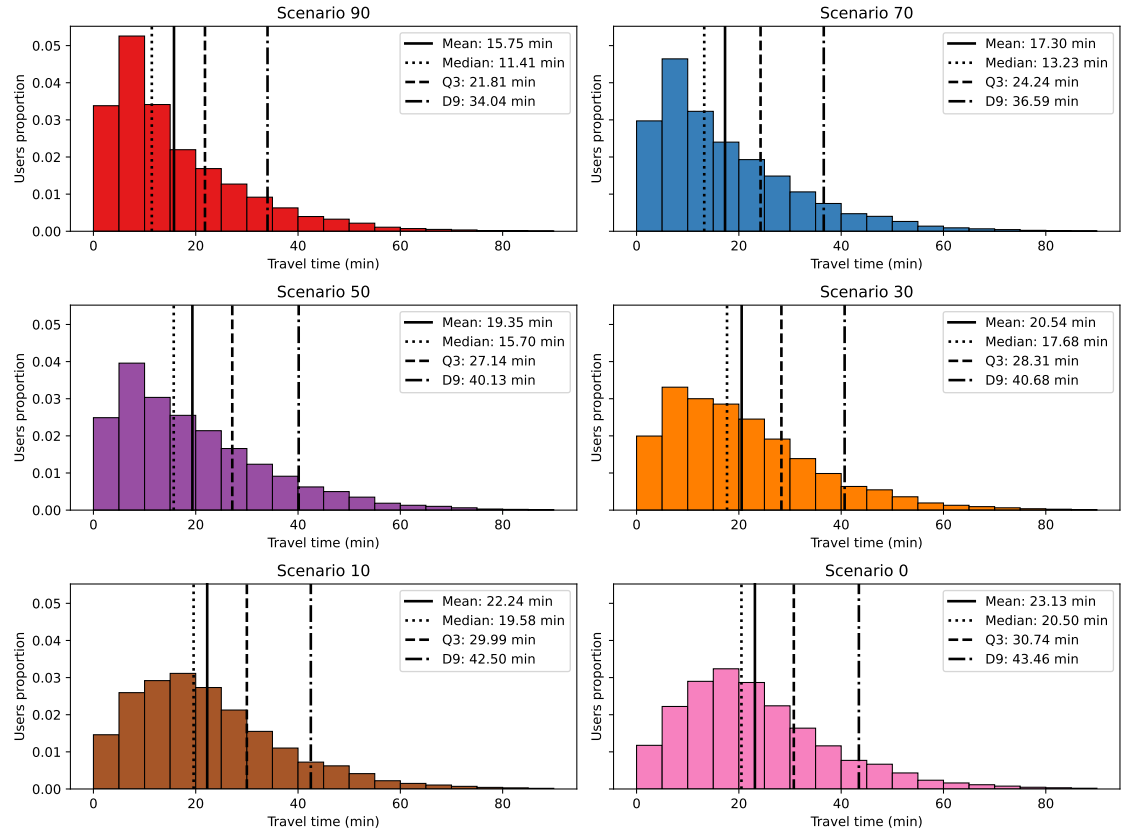 Scenario 90
Users proportion
0.05
0.04
0.03
0.02
0.01
0.00
Mean: 15.75 min
Median: 11.41 min
Q3: 21.81 min
D9: 34.04 min
0 20 40 60 80
Travel time (min)
Scenario 70
Users proportion
Mean: 17.30 min
Median: 13.23 min
Q3: 24.24 min
D9: 36.59 min
0 20 40 60 80
Travel time (min)
Scenario 50
Users proportion
0.05
0.04
0.03
0.02
0.01
0.00
Mean: 19.35 min
Median: 15.70 min
Q3: 27.14 min
D9: 40.13 min
0 20 40 60 80
Travel time (min)
Scenario 30
Users proportion
Mean: 20.54 min
Median: 17.68 min
Q3: 28.31 min
D9: 40.68 min
0 20 40 60 80
Travel time (min)
Scenario 10
Users proportion
0.05
0.04
0.03
0.02
0.01
0.00
Mean: 22.24 min
Median: 19.58 min
Q3: 29.99 min
D9: 42.50 min
0 20 40 60 80
Travel time (min)
Scenario 0
Users proportion
Mean: 23.13 min
Median: 20.50 min
Q3: 30.74 min
D9: 43.46 min
0 20 40 60 80
Travel time (min)